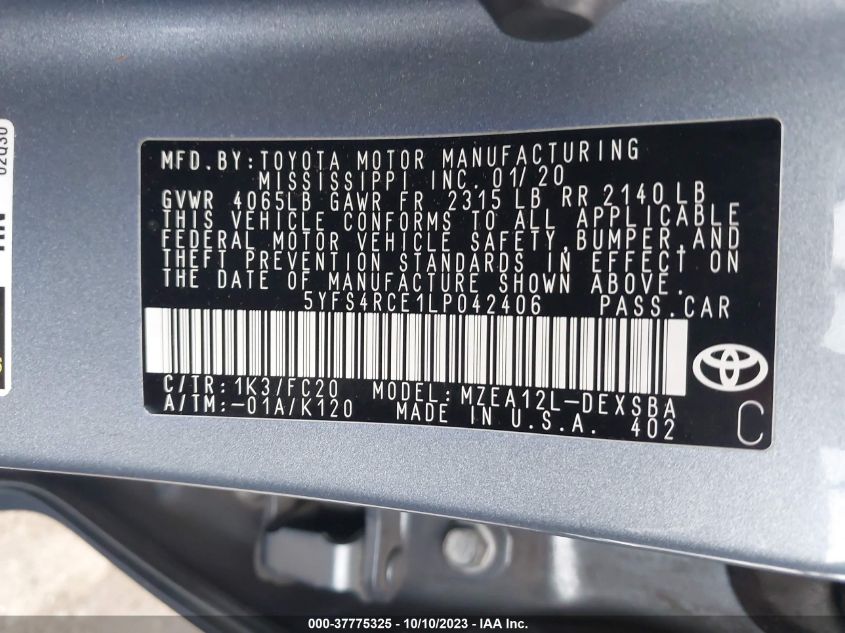 02Q30
MFD.BY:TOYOTA MOTOR MANUFACTURING
MISSISSIPPI INC. 01/20
GVWR 4065LB GAWR FR 2315 LB RR 2140 LB
THIS VEHICLE CONFORMS TO ALL APPLICABLE
FEDERAL MOTOR VEHICLE SAFETY,BUMPER,AND
THEFT PREVENTION STANDARDS IN EFFECT ON
THE DATE OF MANUFACTURE SHOWN ABOVE.
5YFS4RCE1LP042406 PASS.CAR
C/TR: 1K3/FC20 MODEL: MZEA12L-DEXSBA
A/TM:-01A/K120 MADE IN U.S.A. 402
C
000-37775325 - 10/10/2023 - IAA Inc.